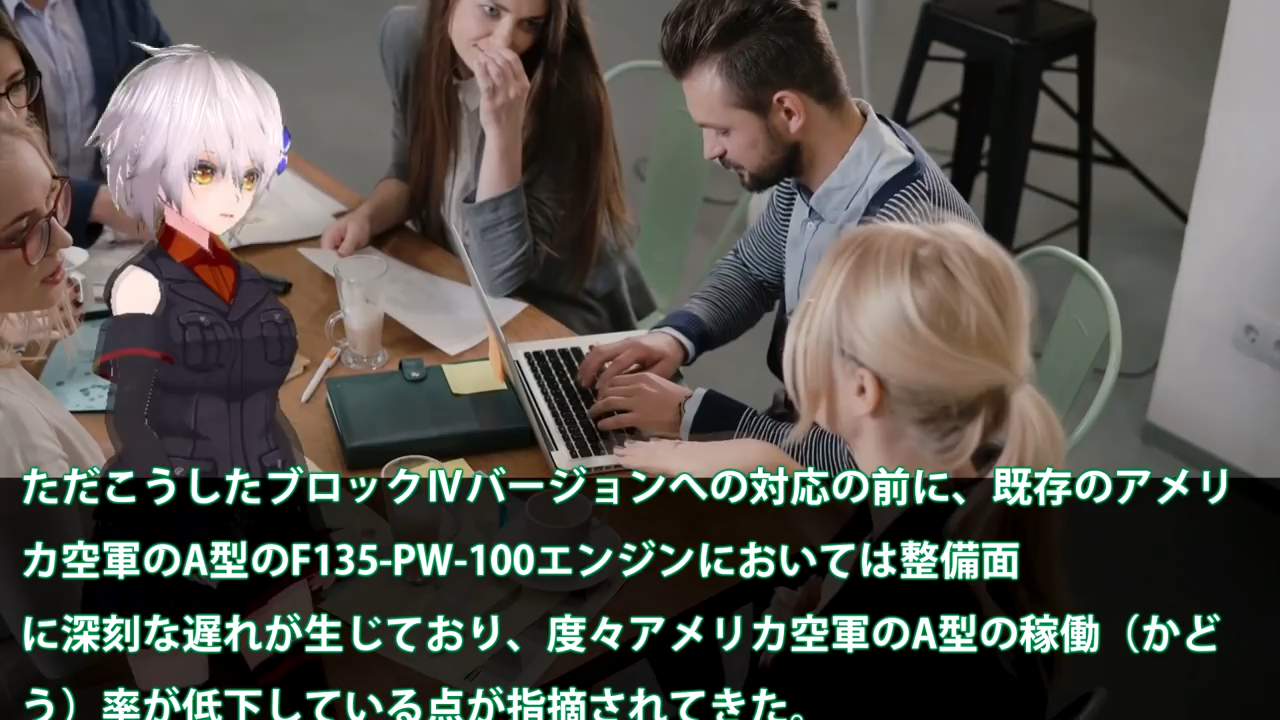 ただこうしたブロックⅣバージョンへの対応の前に、既存のアメリ
カ空軍のA型のF135-PW-100エンジンにおいては整備面
に深刻な遅れが生じており、度々アメリカ空軍のA型の稼働（かど
う）率が低下している点が指摘されてきた。